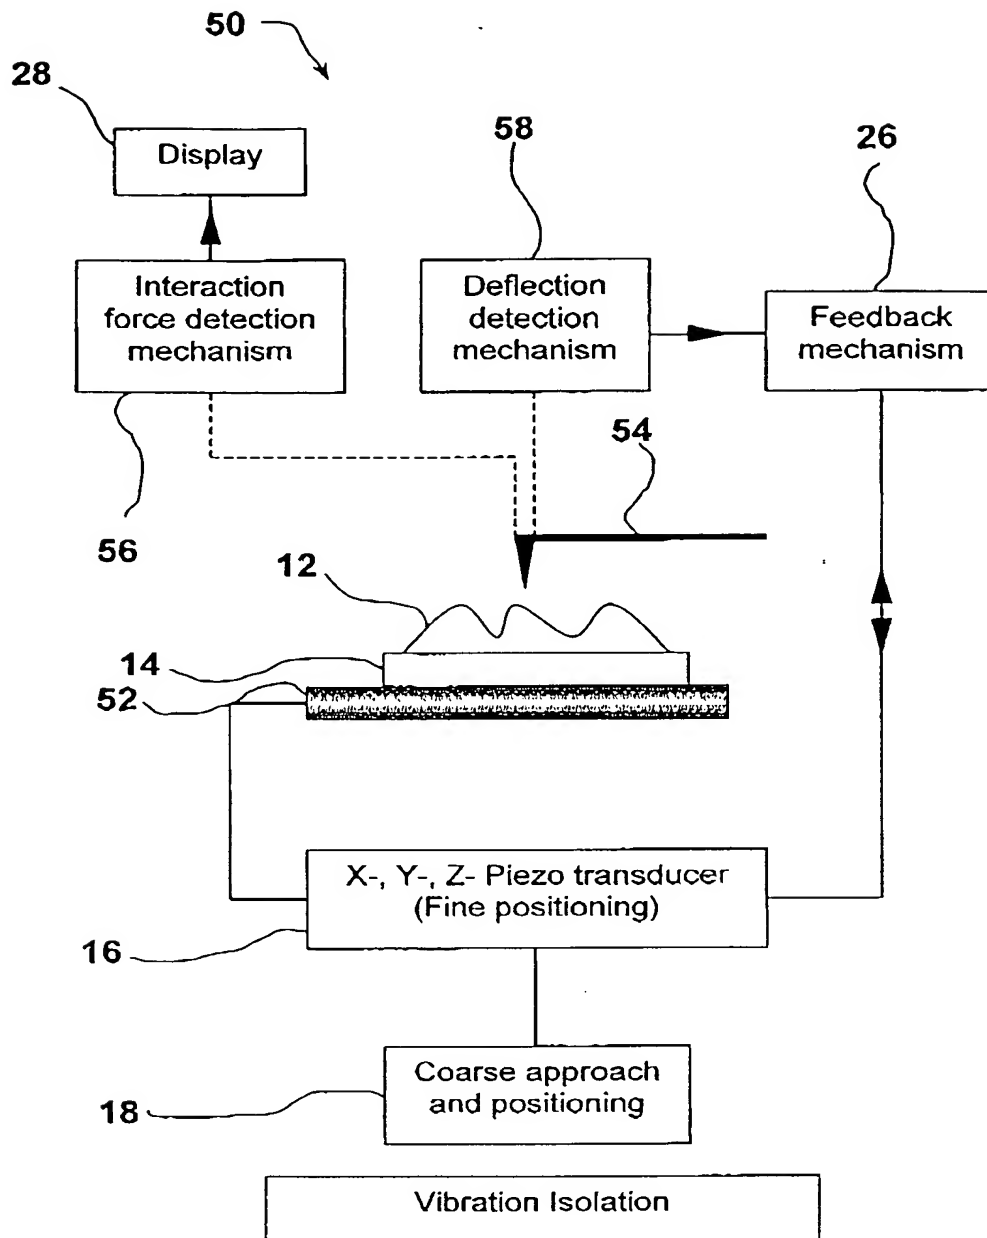 50
28
58
26
Display
Interaction
force detection
mechanism
Deflection
detection
mechanism
Feedback
mechanism
54
56
12
14
52
X-, Y-, Z- Piezo transducer
(Fine positioning)
16
Coarse approach
and positioning
18
Vibration Isolation